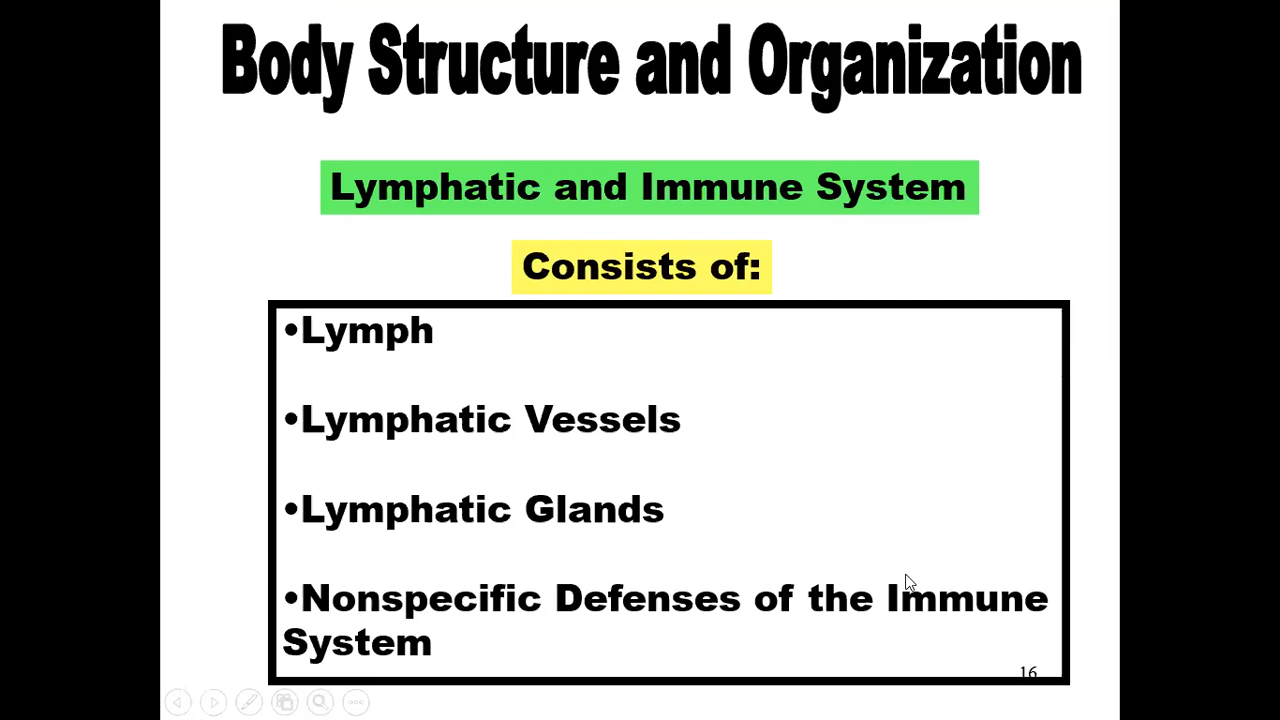 Body Structure and Organization
Lymphatic and Immune System
Consists of:
•Lymph
•Lymphatic Vessels
•Lymphatic Glands
•Nonspecific Defenses of the Immune
System
16